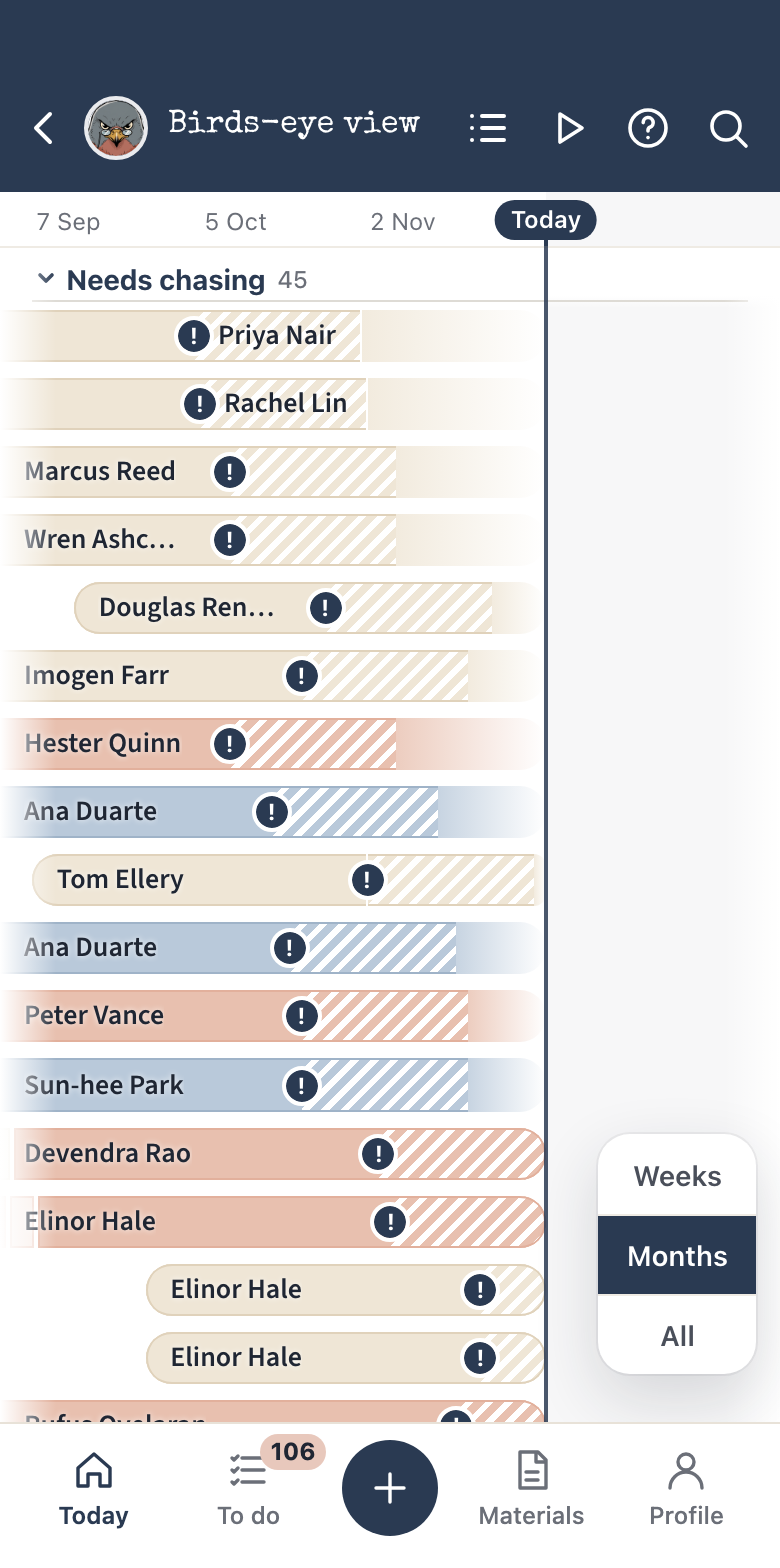 Birds-eye view
7 Sep 5 Oct 2 Nov Today
Needs chasing 45
! Priya Nair
! Rachel Lin
Marcus Reed !
Wren Ashc… !
Douglas Ren… !
Imogen Farr !
Hester Quinn !
Ana Duarte !
Tom Ellery !
Ana Duarte !
Peter Vance !
Sun-hee Park !
Devendra Rao !
Elinor Hale !
Elinor Hale !
Elinor Hale !
Weeks
Months
All
106
Today To do Materials Profile